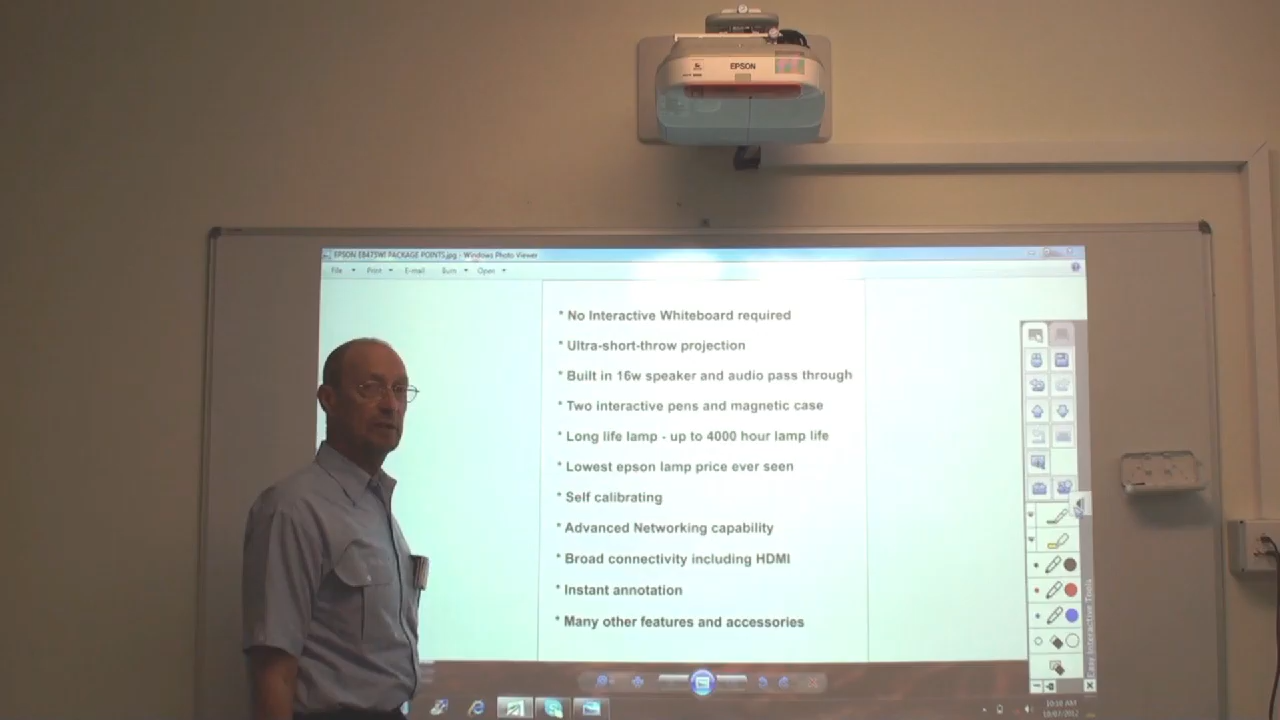 EPSON
EPSON EB475WI PACKAGE POINTS.jpg - Windows Photo Viewer
File Print E-mail Burn Open
* No Interactive Whiteboard required
* Ultra-short-throw projection
* Built in 16w speaker and audio pass through
* Two interactive pens and magnetic case
* Long life lamp - up to 4000 hour lamp life
* Lowest epson lamp price ever seen
* Self calibrating
* Advanced Networking capability
* Broad connectivity including HDMI
* Instant annotation
* Many other features and accessories
Easy Interactive Tools
10:10 AM
10/07/2012